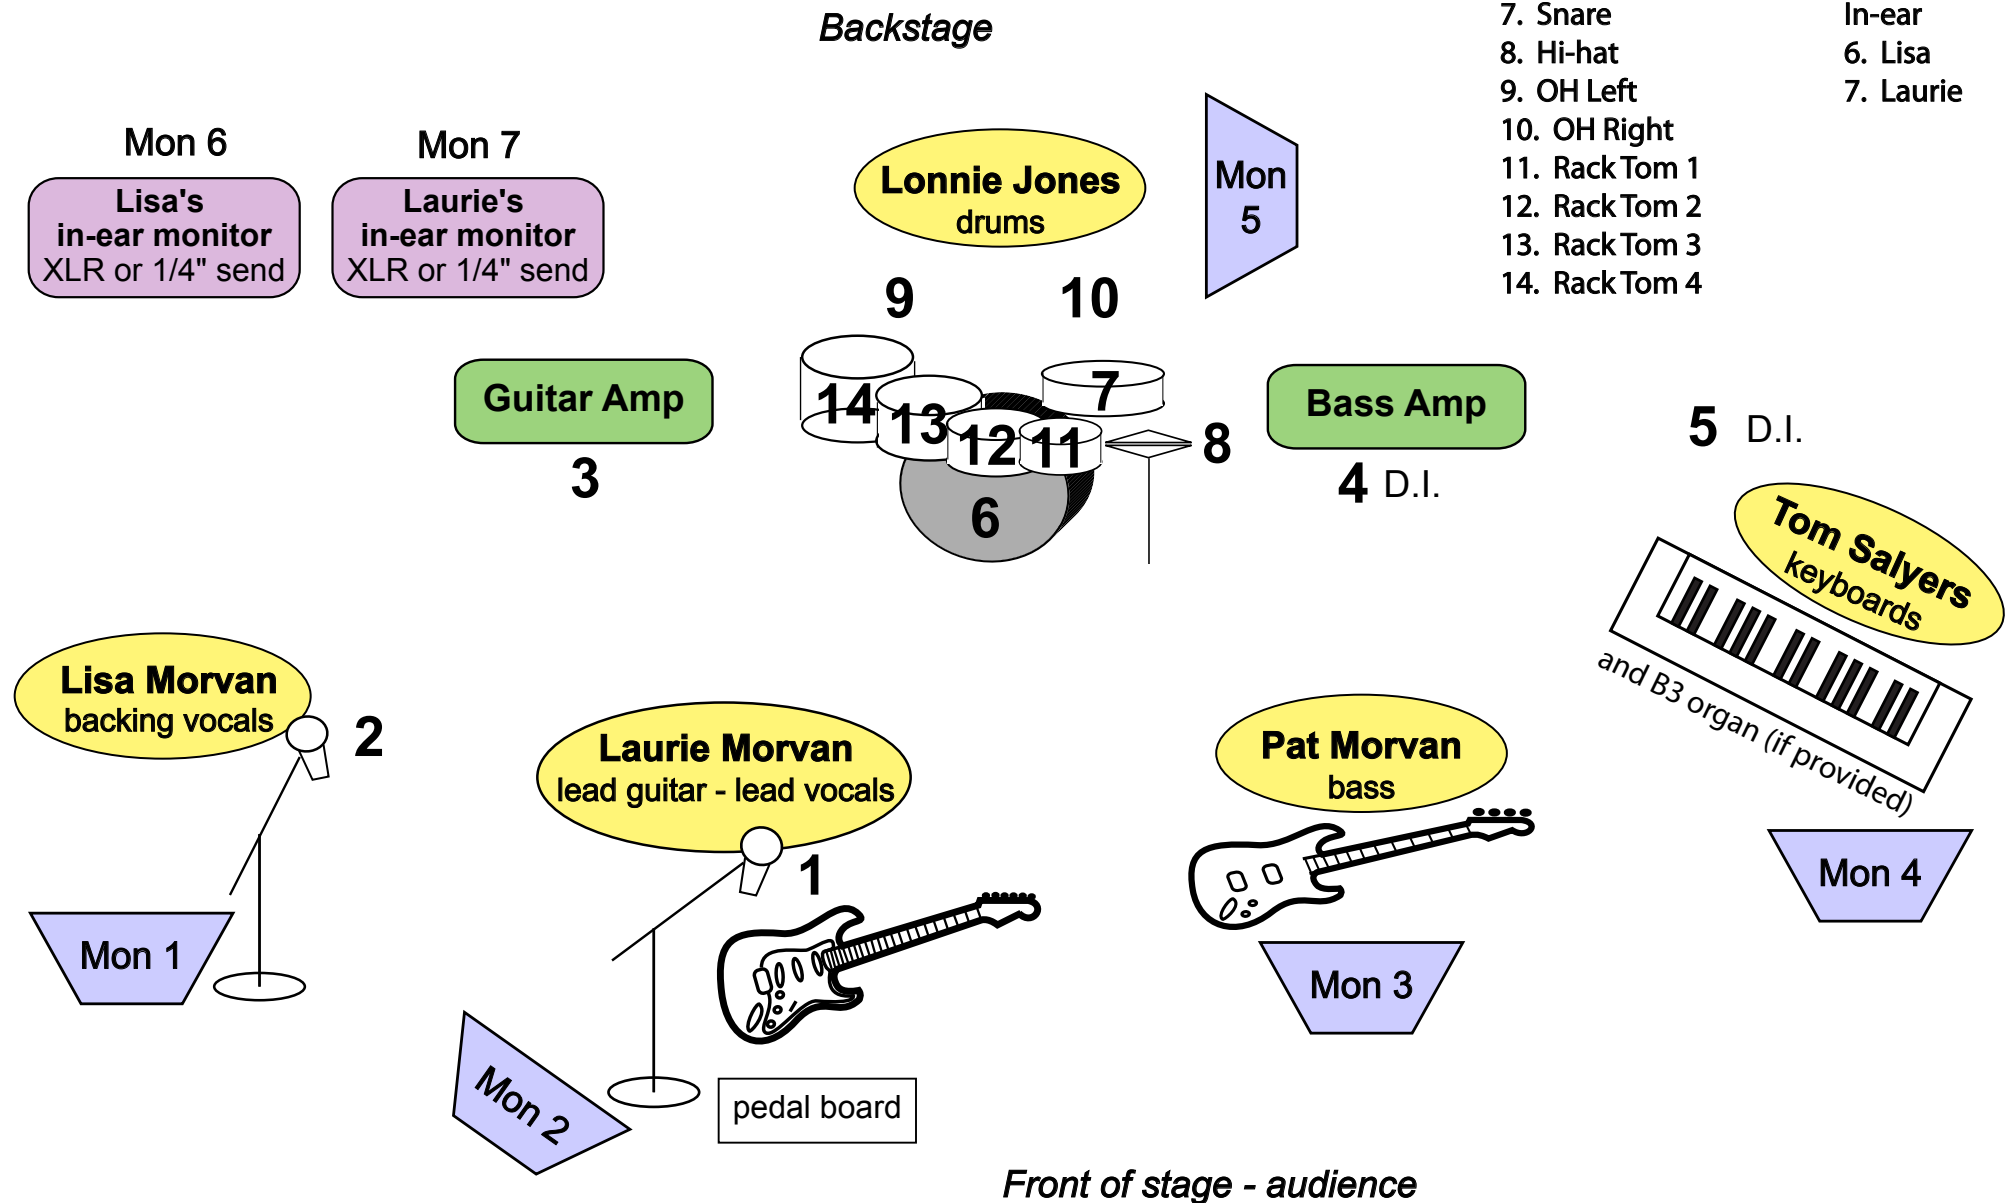 Backstage
7. Snare
8. Hi-hat
9. OH Left
10. OH Right
11. Rack Tom 1
12. Rack Tom 2
13. Rack Tom 3
14. Rack Tom 4
In-ear
6. Lisa
7. Laurie
Mon 6
Lisa's
in-ear monitor
XLR or 1/4" send
Mon 7
Laurie's
in-ear monitor
XLR or 1/4" send
Lonnie Jones
drums
Mon
5
9
10
Guitar Amp
3
14
13
12
11
7
8
6
Bass Amp
4 D.I.
5 D.I.
Tom Salyers
keyboards
and B3 organ (if provided)
Lisa Morvan
backing vocals
2
Laurie Morvan
lead guitar - lead vocals
1
Pat Morvan
bass
Mon 4
Mon 1
Mon 3
Mon 2
pedal board
Front of stage - audience